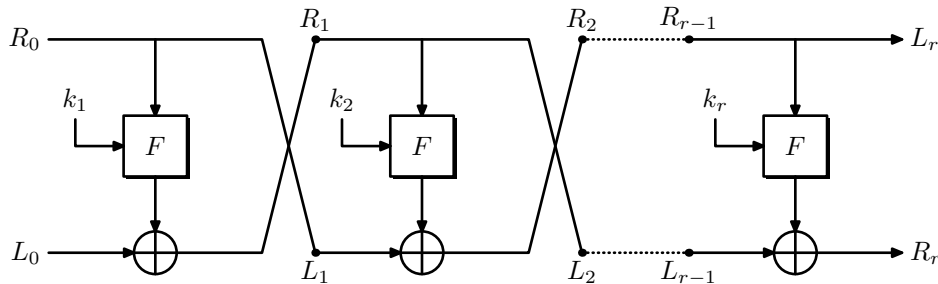 R_0 R_1 R_2 R_{r−1} L_r
k_1 k_2 k_r
F F F
L_0 L_1 L_2 L_{r−1} R_r